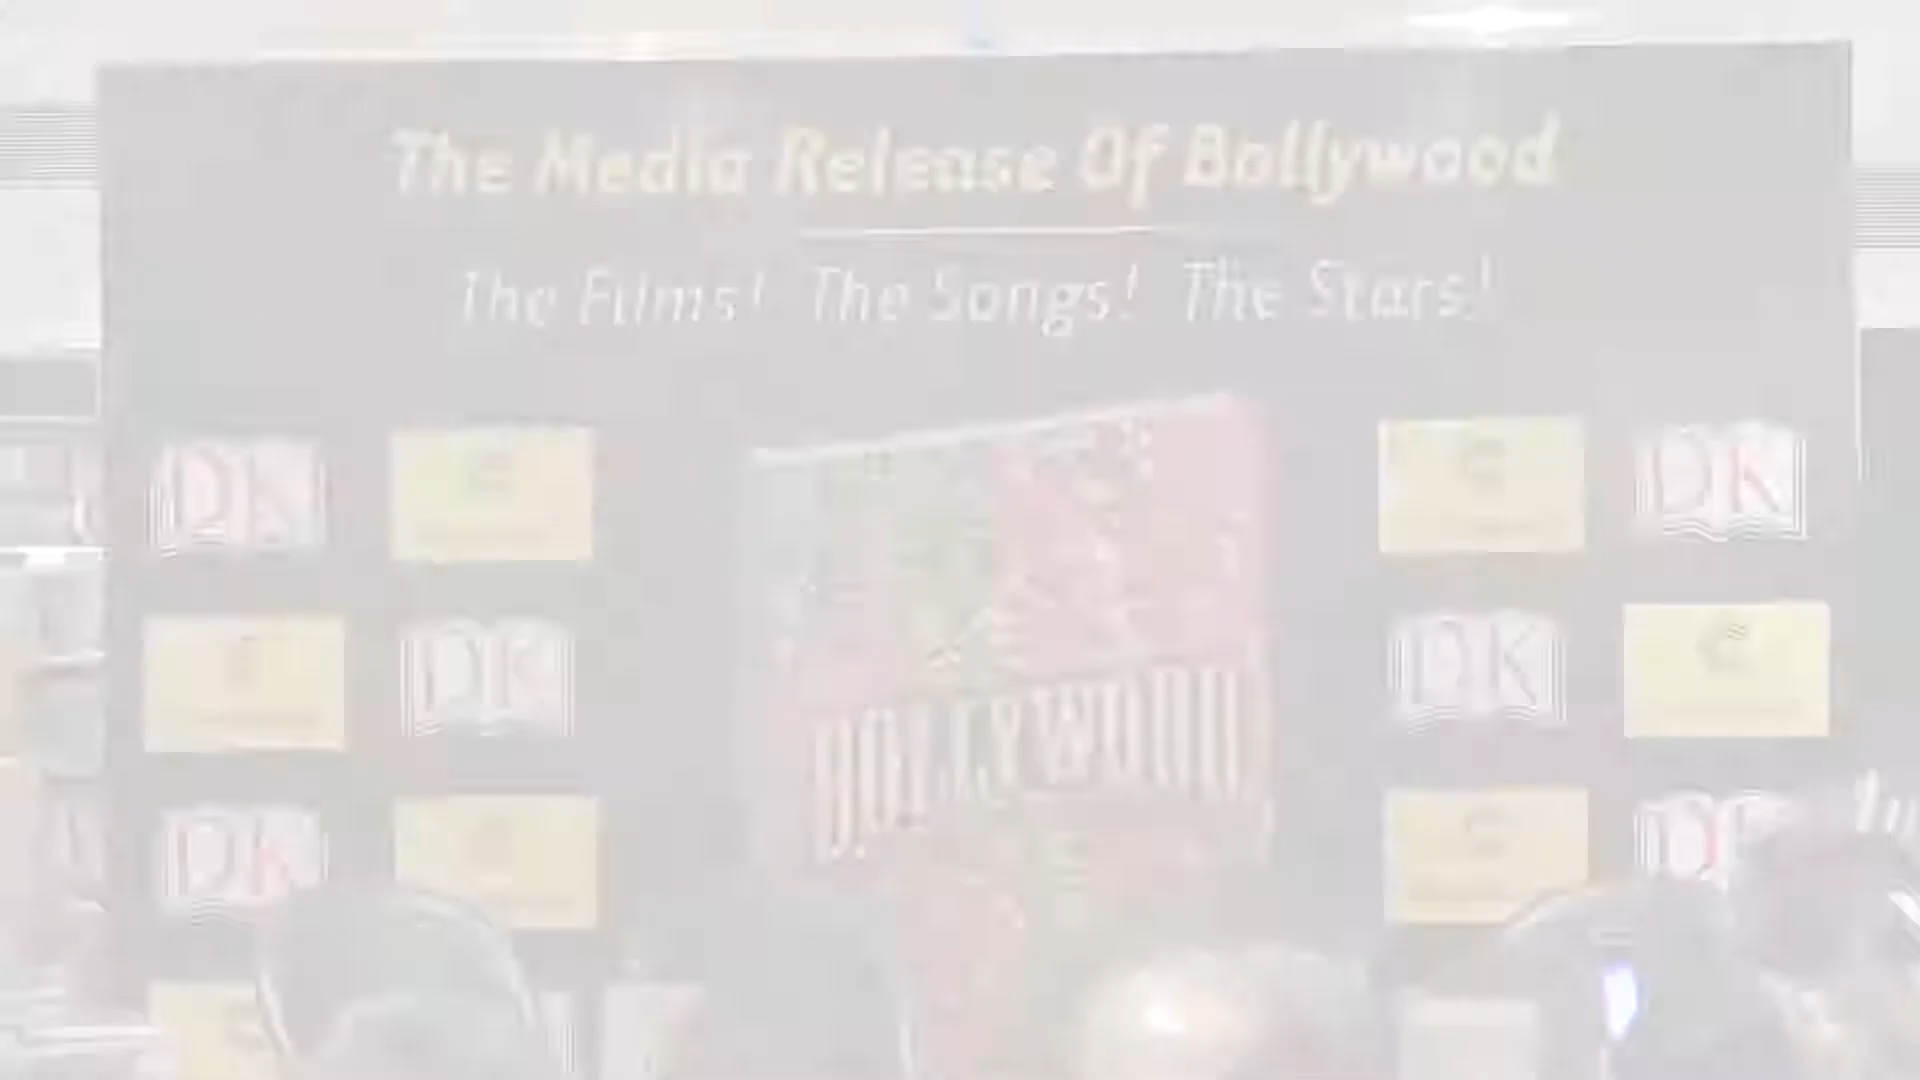 The Media Release Of Bollywood
The Films! The Songs! The Stars!
DK
DK
DK
DK
BOLLYWOOD
DK